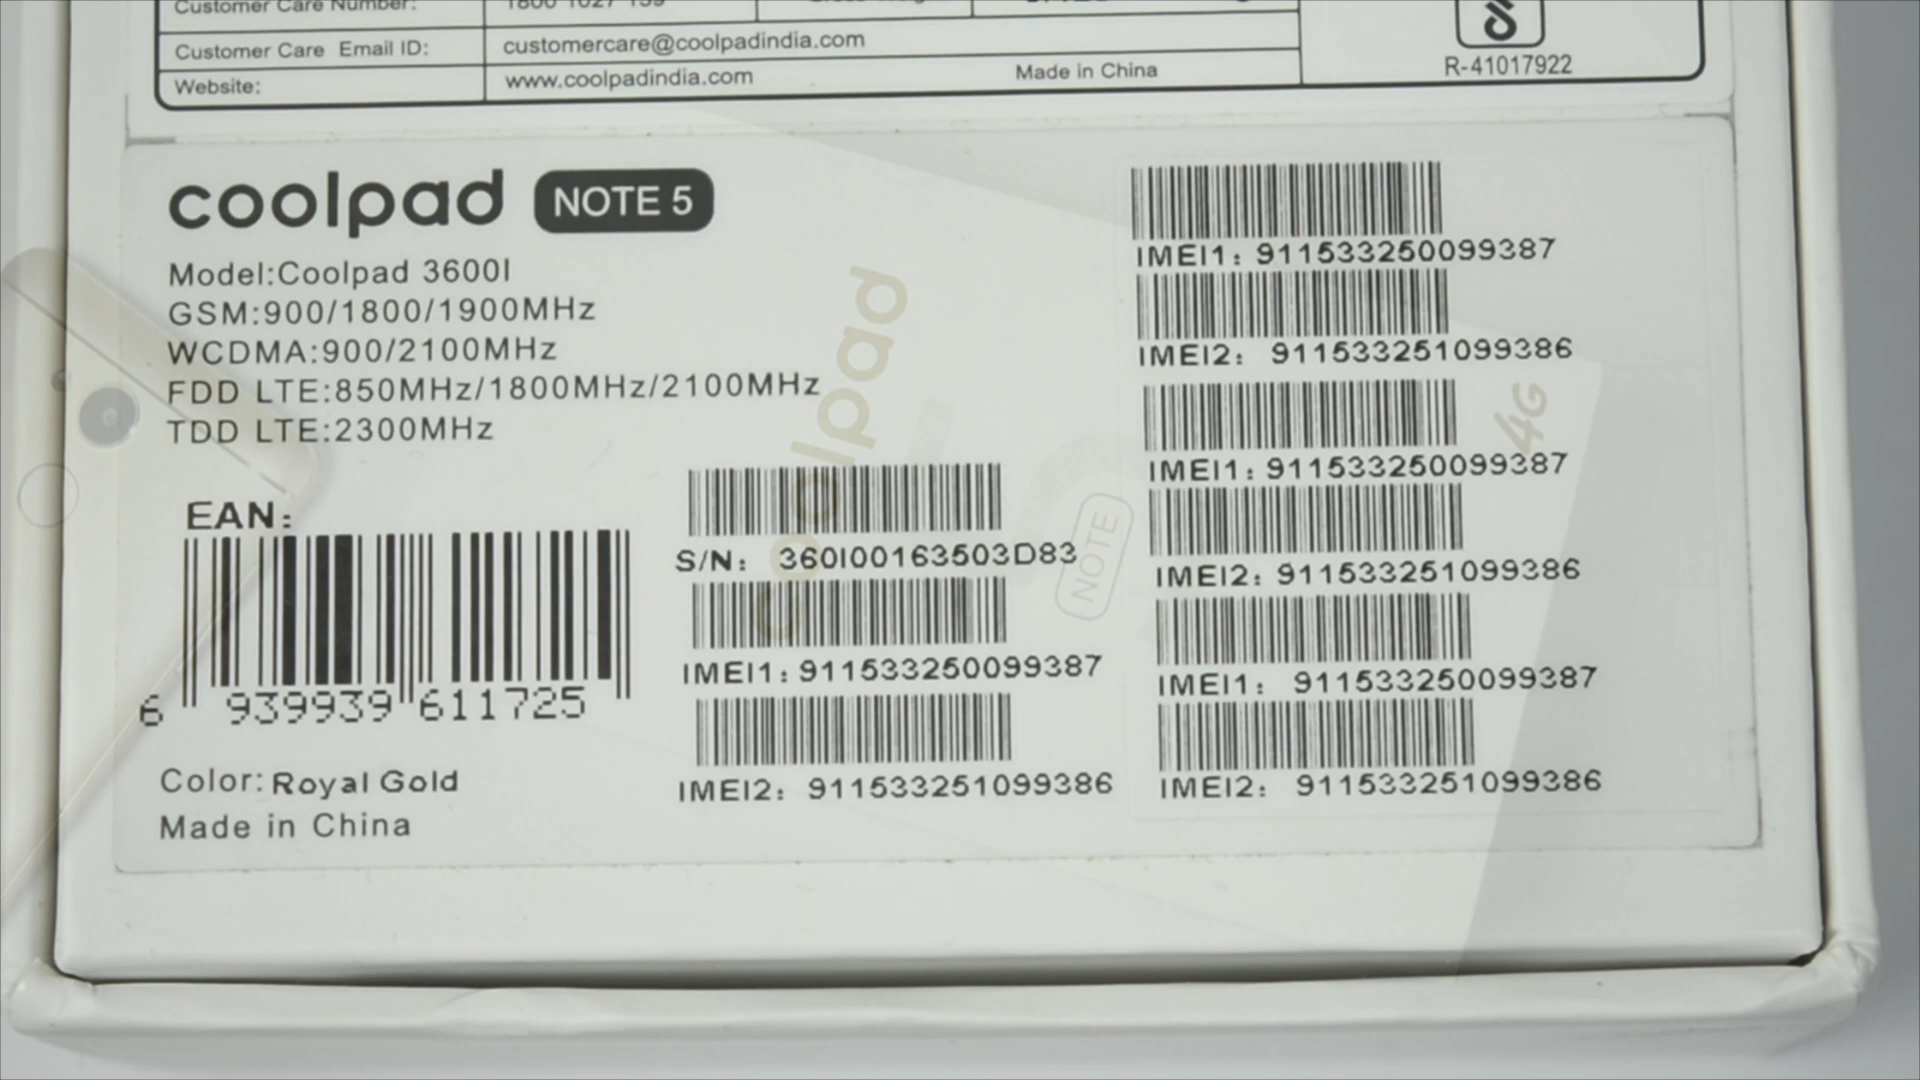 Customer Care Number:
Customer Care Email ID: customercare@coolpadindia.com
Website: www.coolpadindia.com Made in China
R-41017922
coolpad NOTE 5
Model:Coolpad 3600I
GSM:900/1800/1900MHz
WCDMA:900/2100MHz
FDD LTE:850MHz/1800MHz/2100MHz
TDD LTE:2300MHz
EAN:
6 939939 611725
Color: Royal Gold
Made in China
S/N: 360I00163503D83
IMEI1: 911533250099387
IMEI2: 911533251099386
IMEI1: 911533250099387
IMEI2: 911533251099386
IMEI1: 911533250099387
IMEI2: 911533251099386
IMEI1: 911533250099387
IMEI2: 911533251099386
coolpad
NOTE
4G